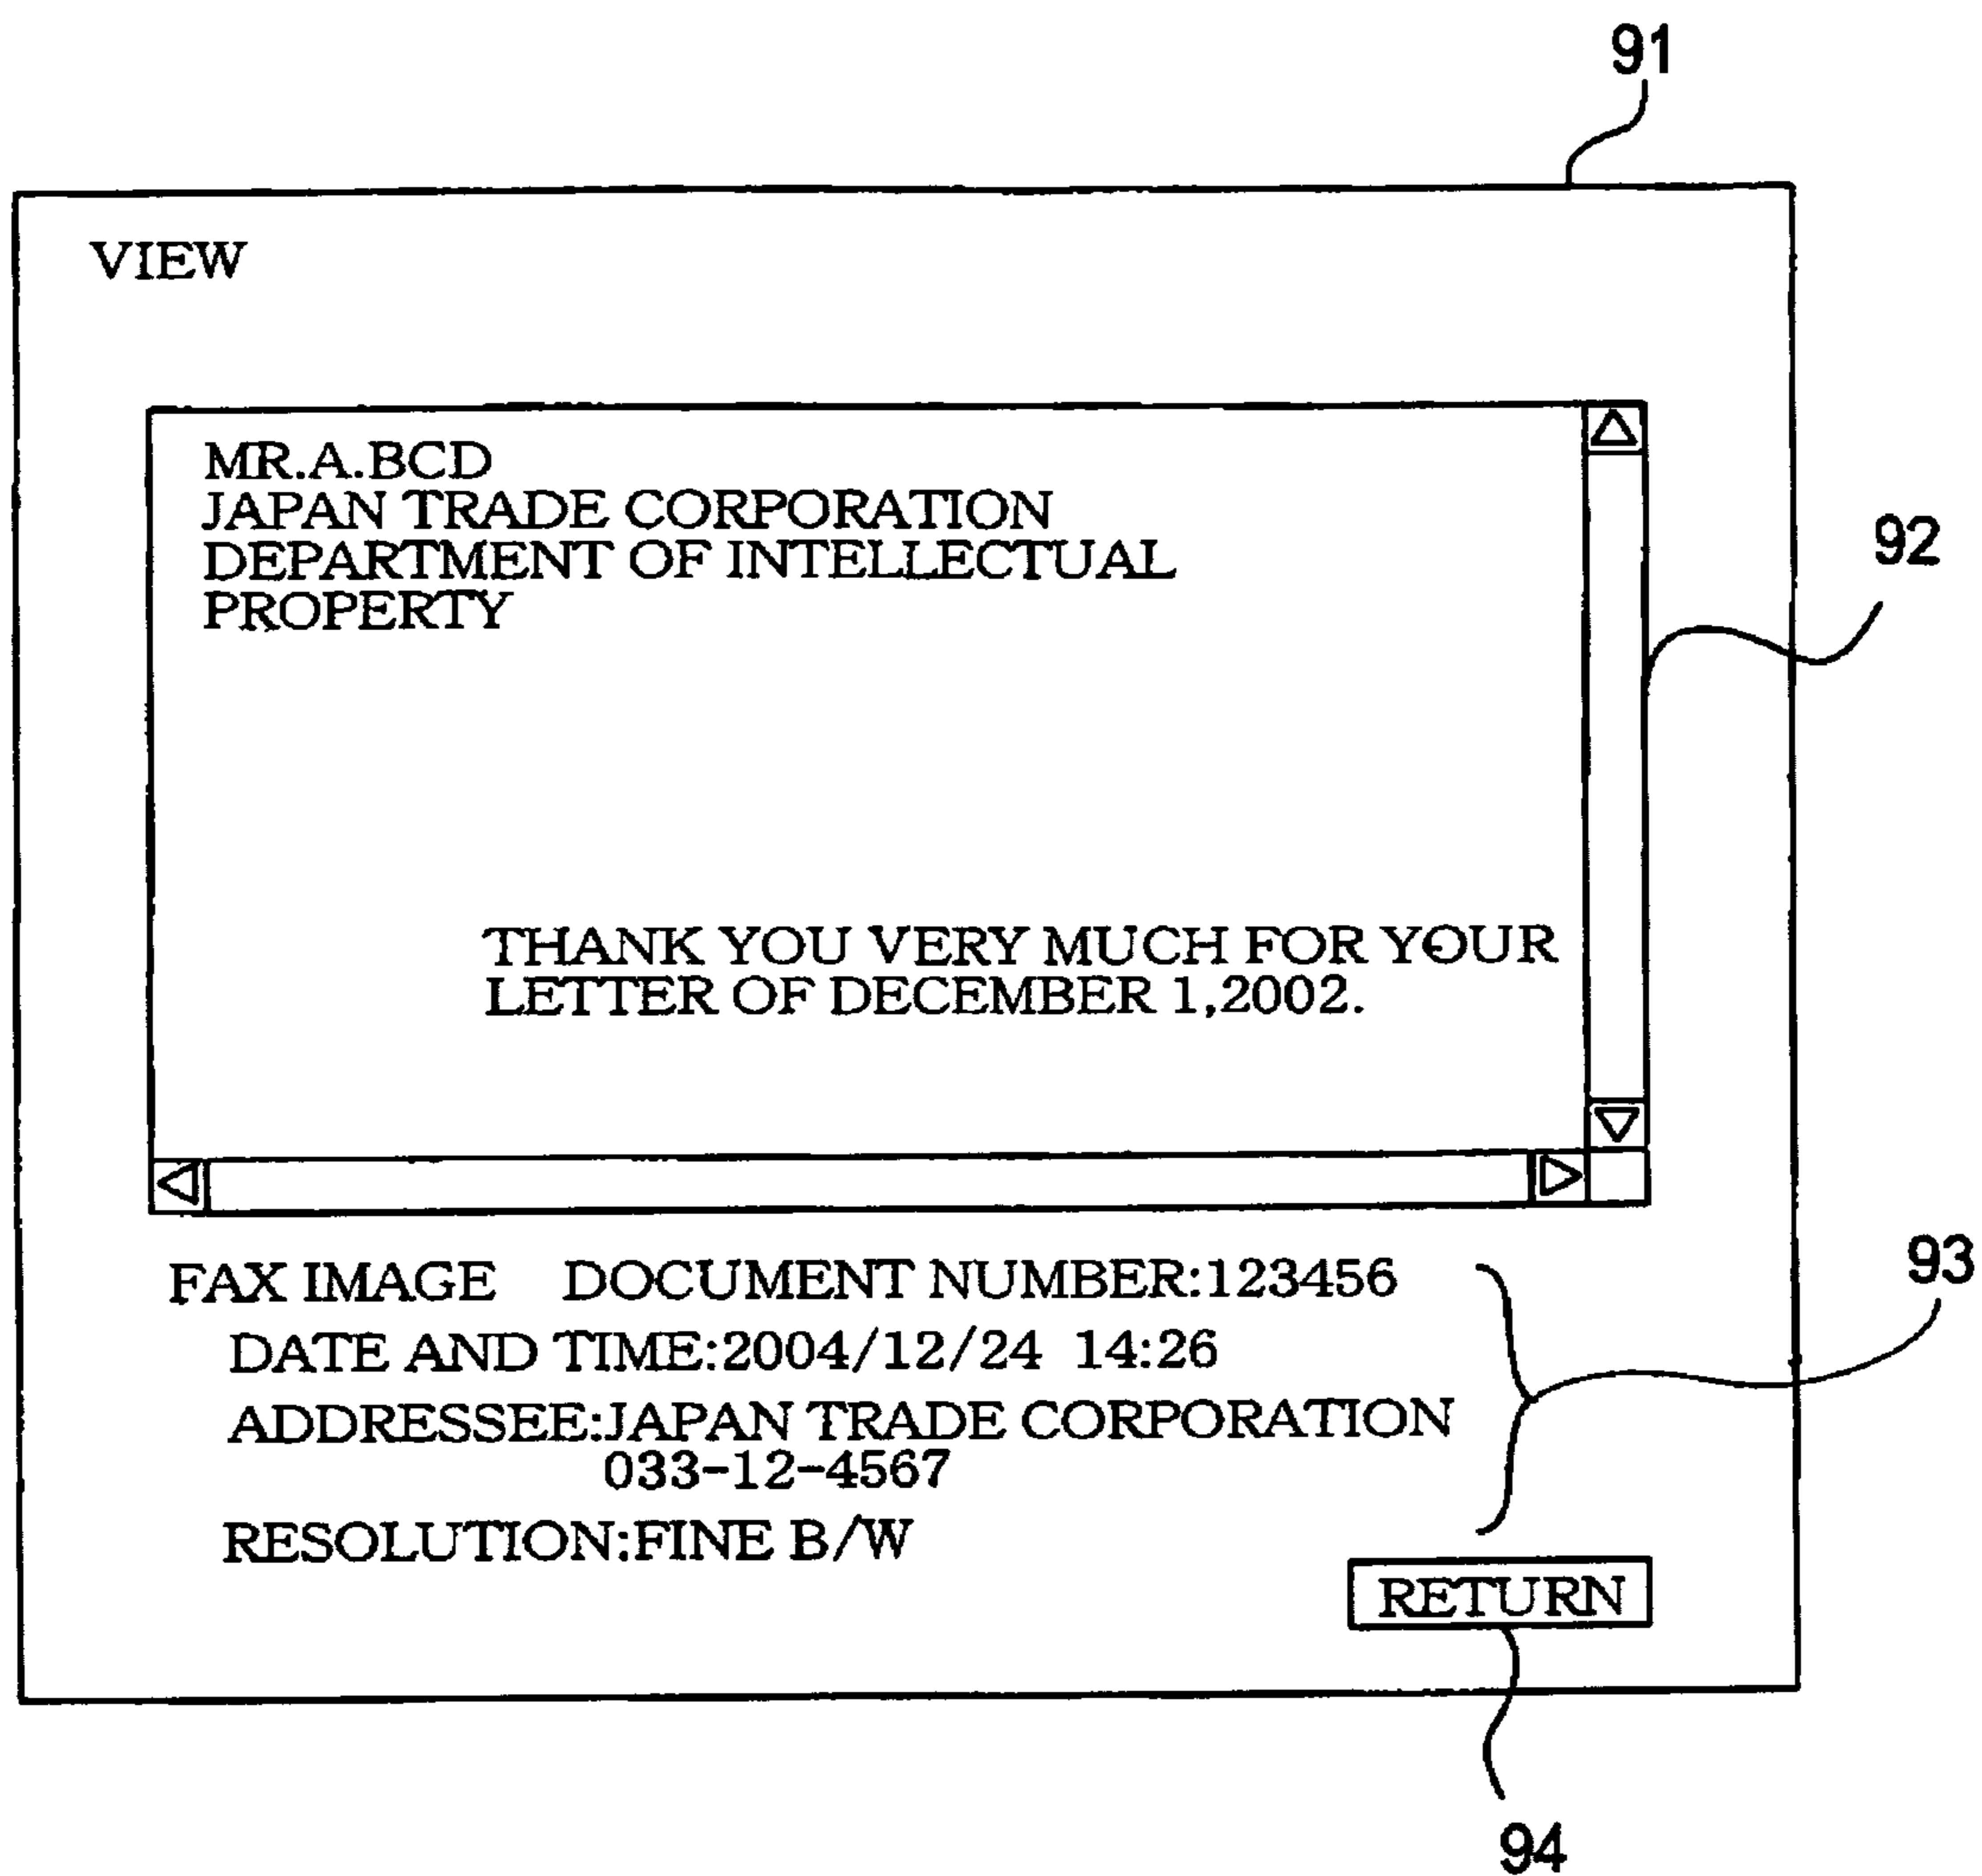 91
VIEW
MR.A.BCD
JAPAN TRADE CORPORATION
DEPARTMENT OF INTELLECTUAL
PROPERTY
92
THANK YOU VERY MUCH FOR YOUR
LETTER OF DECEMBER 1,2002.
FAX IMAGE DOCUMENT NUMBER:123456
93
DATE AND TIME:2004/12/24 14:26
ADDRESSEE:JAPAN TRADE CORPORATION
033-12-4567
RESOLUTION:FINE B/W
RETURN
94